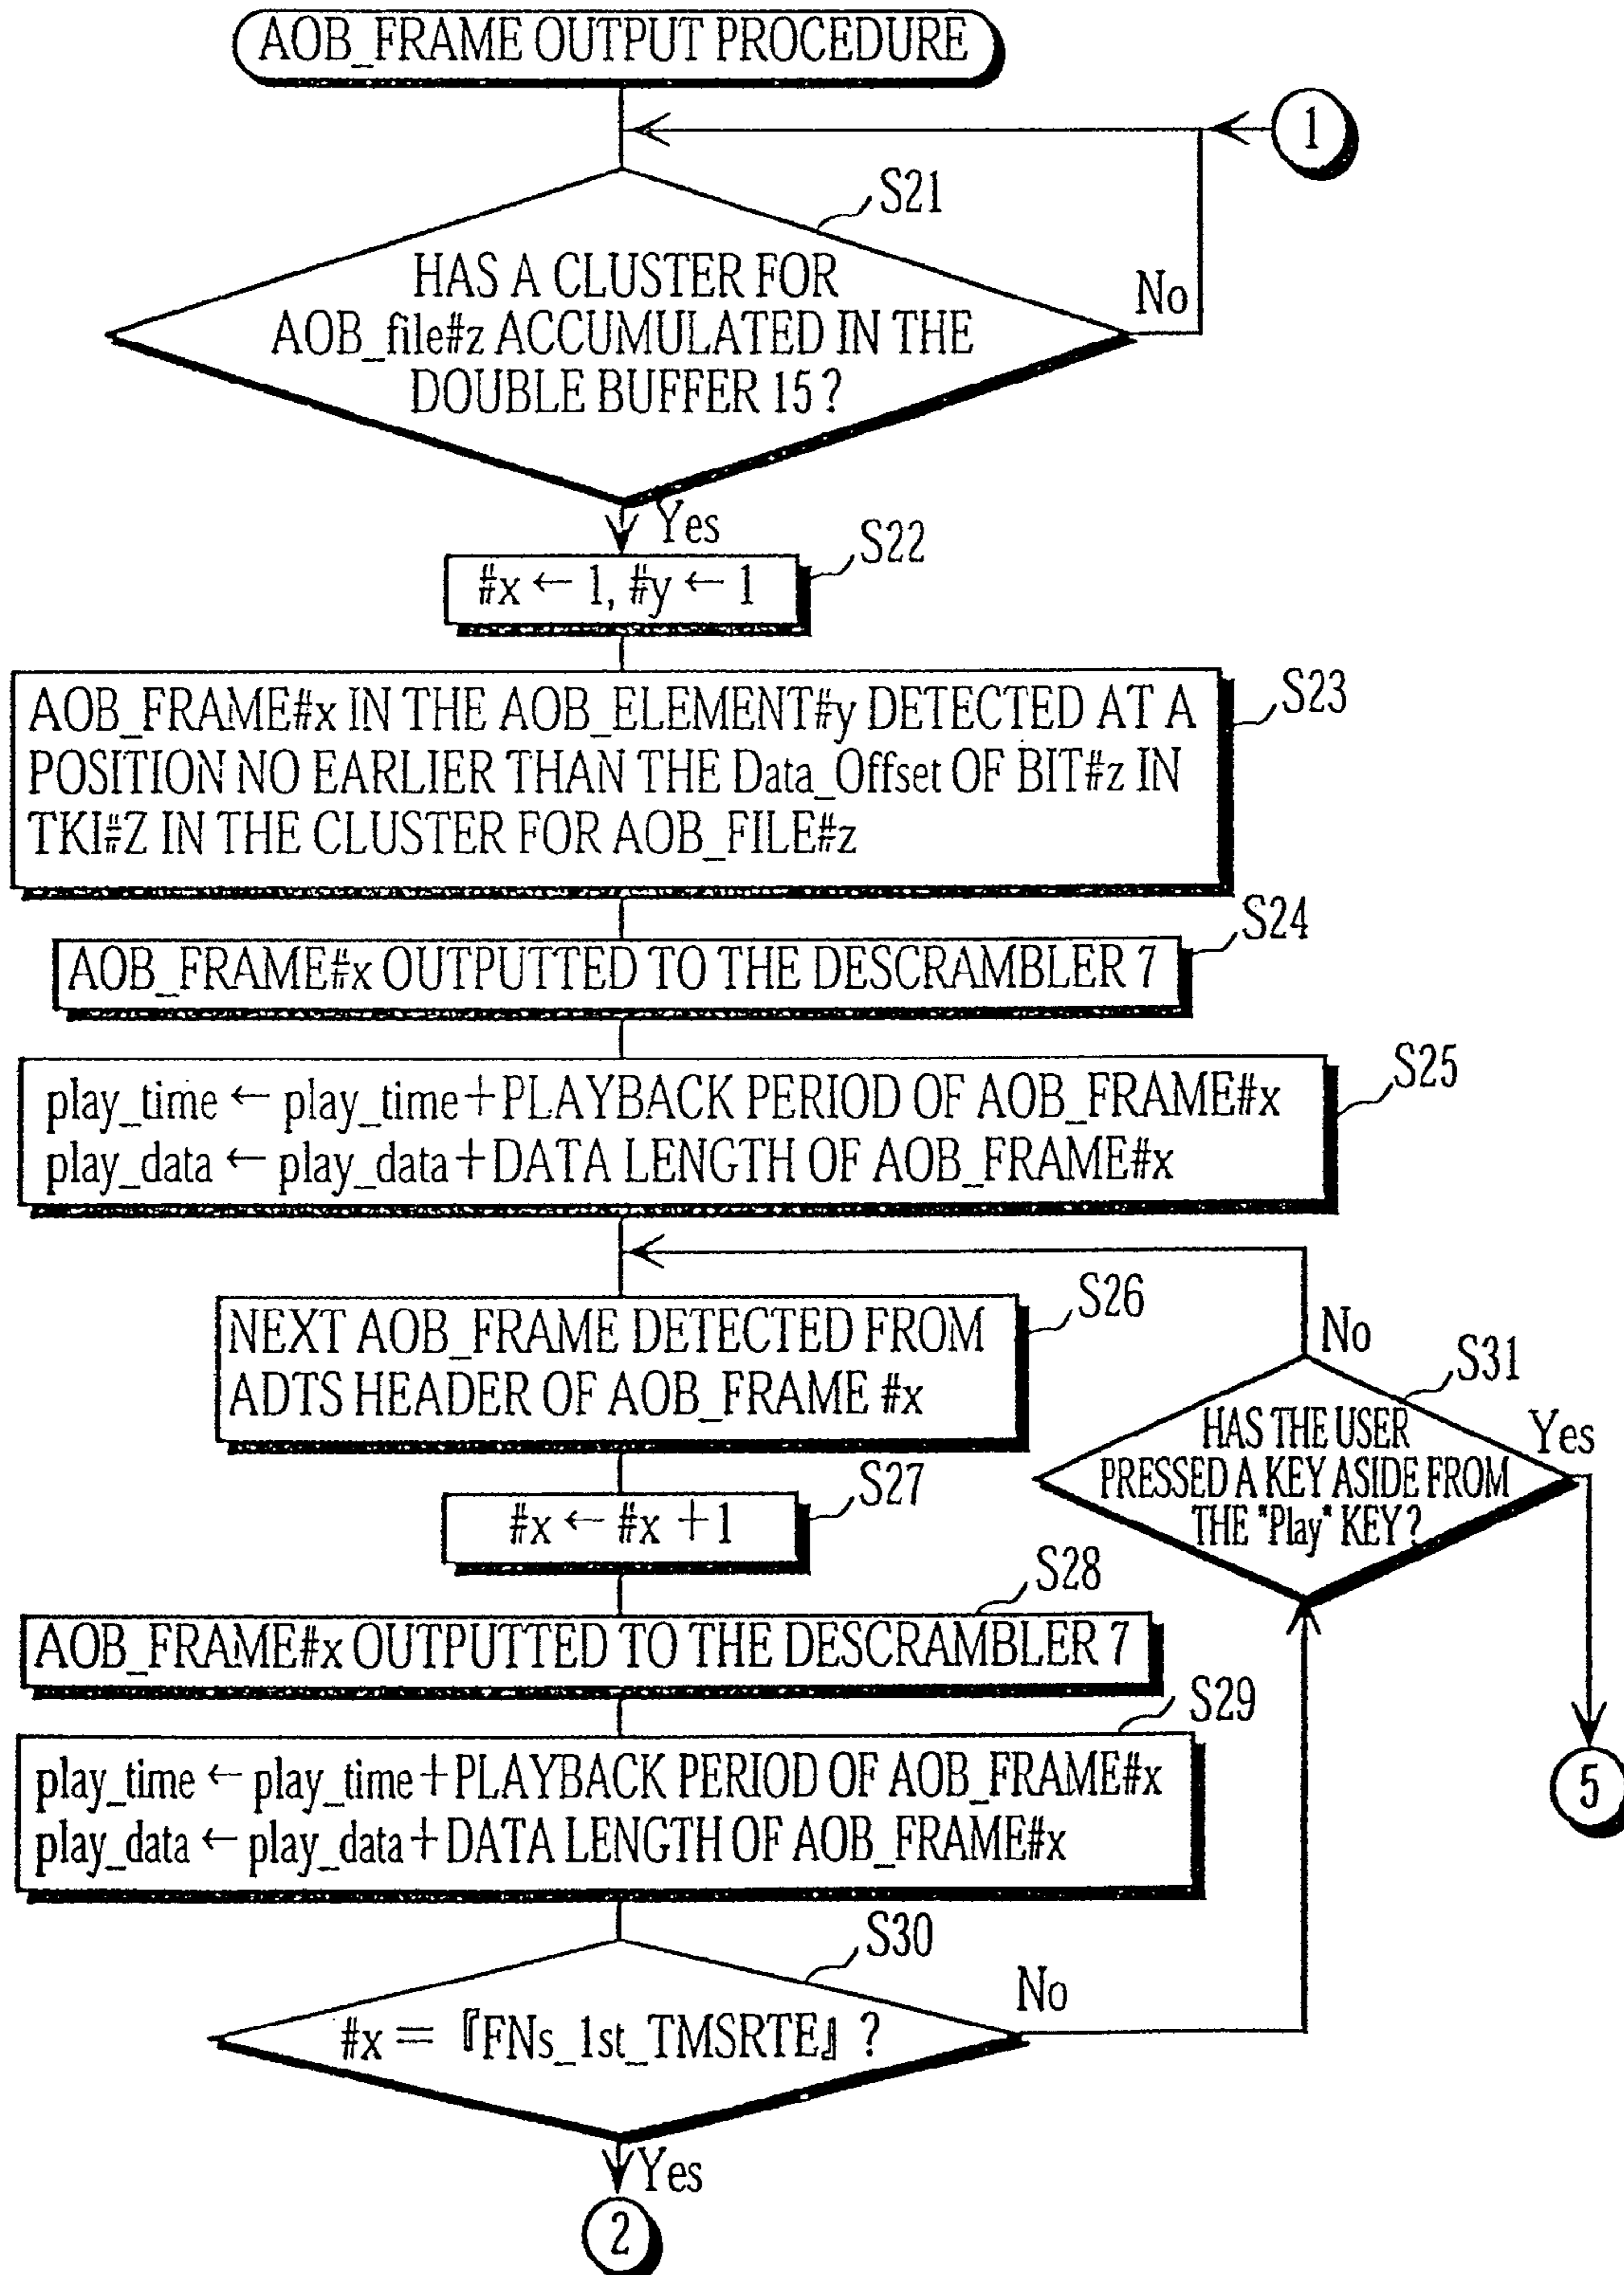 AOB_FRAME OUTPUT PROCEDURE
1
S21
HAS A CLUSTER FOR
AOB_file#z ACCUMULATED IN THE
DOUBLE BUFFER 15?
No
Yes
S22
#x ← 1, #y ← 1
S23
AOB_FRAME#x IN THE AOB_ELEMENT#y DETECTED AT A
POSITION NO EARLIER THAN THE Data_Offset OF BIT#z IN
TKI#Z IN THE CLUSTER FOR AOB_FILE#z
S24
AOB_FRAME#x OUTPUTTED TO THE DESCRAMBLER 7
S25
play_time ← play_time+PLAYBACK PERIOD OF AOB_FRAME#x
play_data ← play_data+DATA LENGTH OF AOB_FRAME#x
S26
NEXT AOB_FRAME DETECTED FROM
ADTS HEADER OF AOB_FRAME #x
No
S31
HAS THE USER
PRESSED A KEY ASIDE FROM
THE "Play" KEY?
Yes
S27
#x ← #x +1
S28
AOB_FRAME#x OUTPUTTED TO THE DESCRAMBLER 7
S29
play_time ← play_time+PLAYBACK PERIOD OF AOB_FRAME#x
play_data ← play_data+DATA LENGTH OF AOB_FRAME#x
5
S30
#x = 『FNs_1st_TMSRTE』?
No
Yes
2